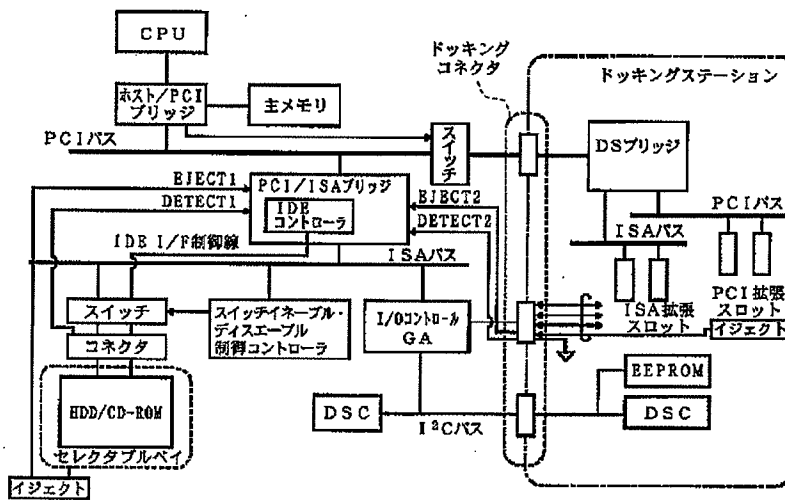 CPU
ドッキング
コネクタ
ドッキングステーション
ホスト/PCI
ブリッジ
主メモリ
PCIバス
スイッチ
DSブリッジ
EJECT1
PCI/ISAブリッジ
EJECT2
DETECT1
IDE
コントローラ
DETECT2
PCIバス
IDE I/F制御線
ISAバス
ISAバス
スイッチ
スイッチイネーブル・
ディスエーブル
制御コントローラ
I/Oコントロール
GA
ISA拡張
スロット
PCI拡張
スロット
イジェクト
コネクタ
HDD/CD-ROM
セレクタブルベイ
DSC
I²Cバス
EEPROM
DSC
イジェクト